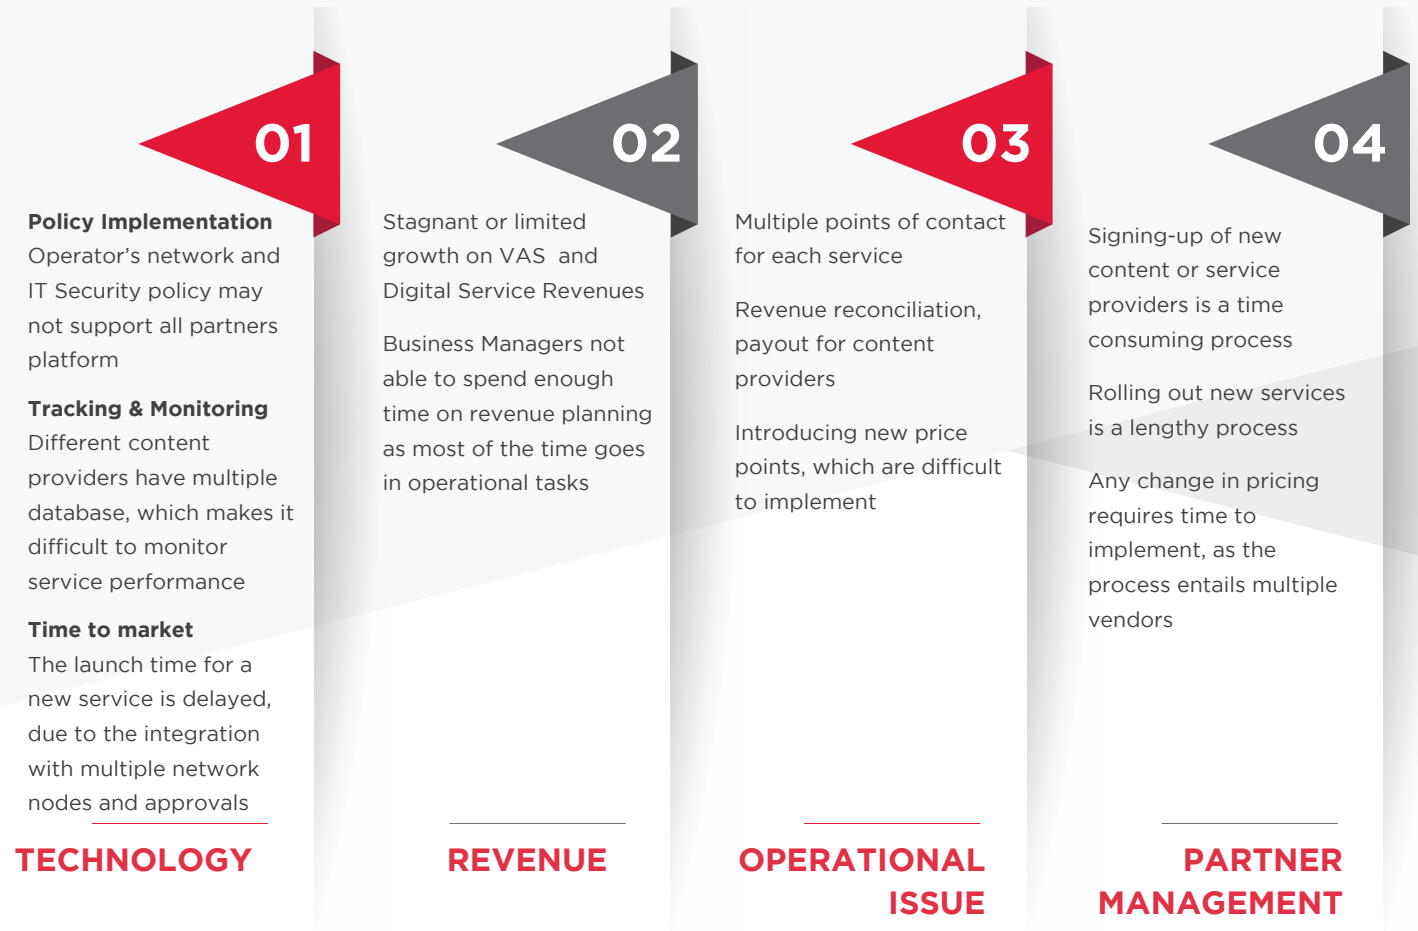 01
Policy Implementation
Operator’s network and
IT Security policy may
not support all partners
platform
Tracking & Monitoring
Different content
providers have multiple
database, which makes it
difficult to monitor
service performance
Time to market
The launch time for a
new service is delayed,
due to the integration
with multiple network
nodes and approvals
TECHNOLOGY
02
Stagnant or limited
growth on VAS  and
Digital Service Revenues
Business Managers not
able to spend enough
time on revenue planning
as most of the time goes
in operational tasks
REVENUE
03
Multiple points of contact
for each service
Revenue reconciliation,
payout for content
providers
Introducing new price
points, which are difficult
to implement
OPERATIONAL
ISSUE
04
Signing-up of new
content or service
providers is a time
consuming process
Rolling out new services
is a lengthy process
Any change in pricing
requires time to
implement, as the
process entails multiple
vendors
PARTNER
MANAGEMENT